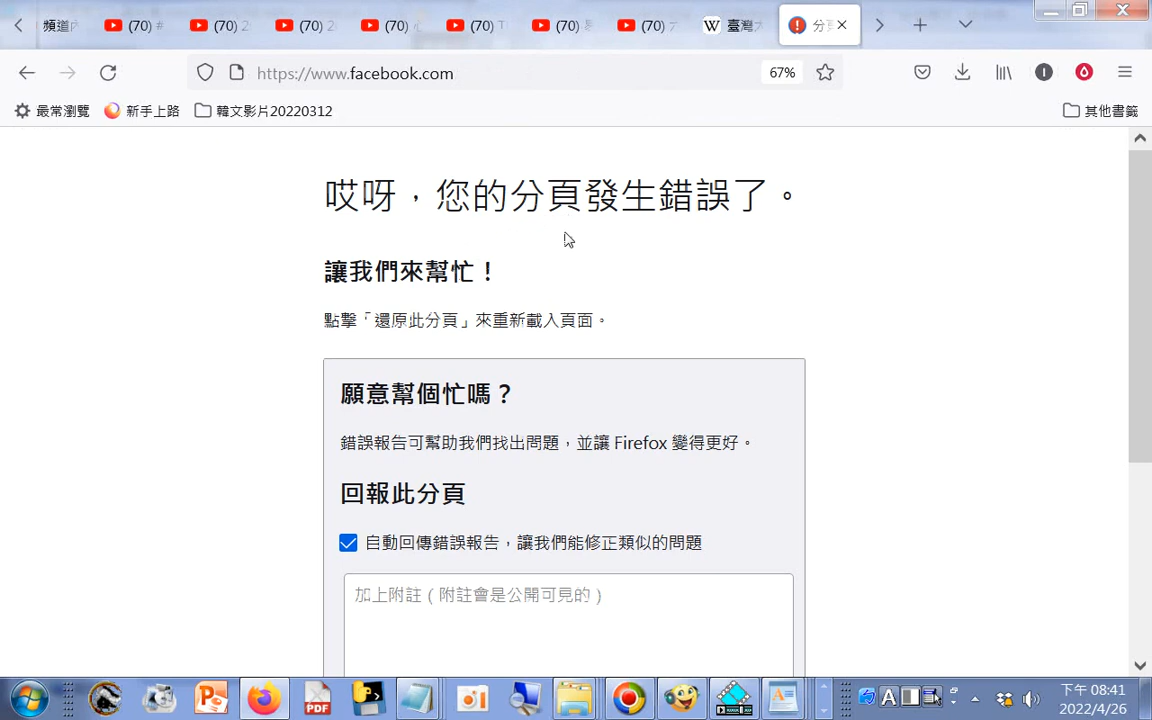 頻道內
(70) #
(70) 2
(70) 2
(70)
(70) T
(70)
(70)
臺灣大
分頁
https://www.facebook.com
67%
最常瀏覽
新手上路
韓文影片20220312
其他書籤
哎呀，您的分頁發生錯誤了。
讓我們來幫忙！
點擊「還原此分頁」來重新載入頁面。
願意幫個忙嗎？
錯誤報告可幫助我們找出問題，並讓 Firefox 變得更好。
回報此分頁
自動回傳錯誤報告，讓我們能修正類似的問題
加上附註（附註會是公開可見的）
PDF
A
下午 08:41
2022/4/26